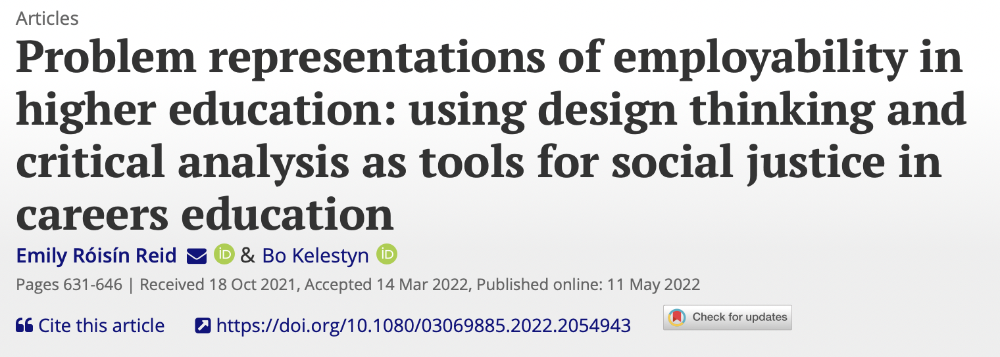 Articles
Problem representations of employability in
higher education: using design thinking and
critical analysis as tools for social justice in
careers education
Emily Róisín Reid iD & Bo Kelestyn iD
Pages 631-646 | Received 18 Oct 2021, Accepted 14 Mar 2022, Published online: 11 May 2022
Cite this article https://doi.org/10.1080/03069885.2022.2054943 Check for updates